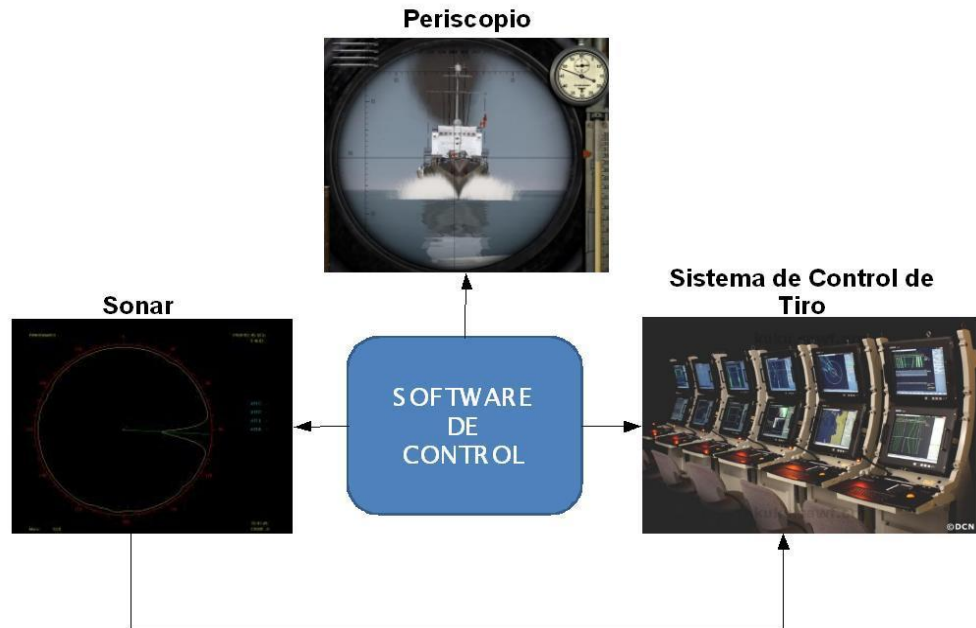 Periscopio
Sonar
Sistema de Control de
Tiro
SOFTWARE
DE
CONTROL
©DCN